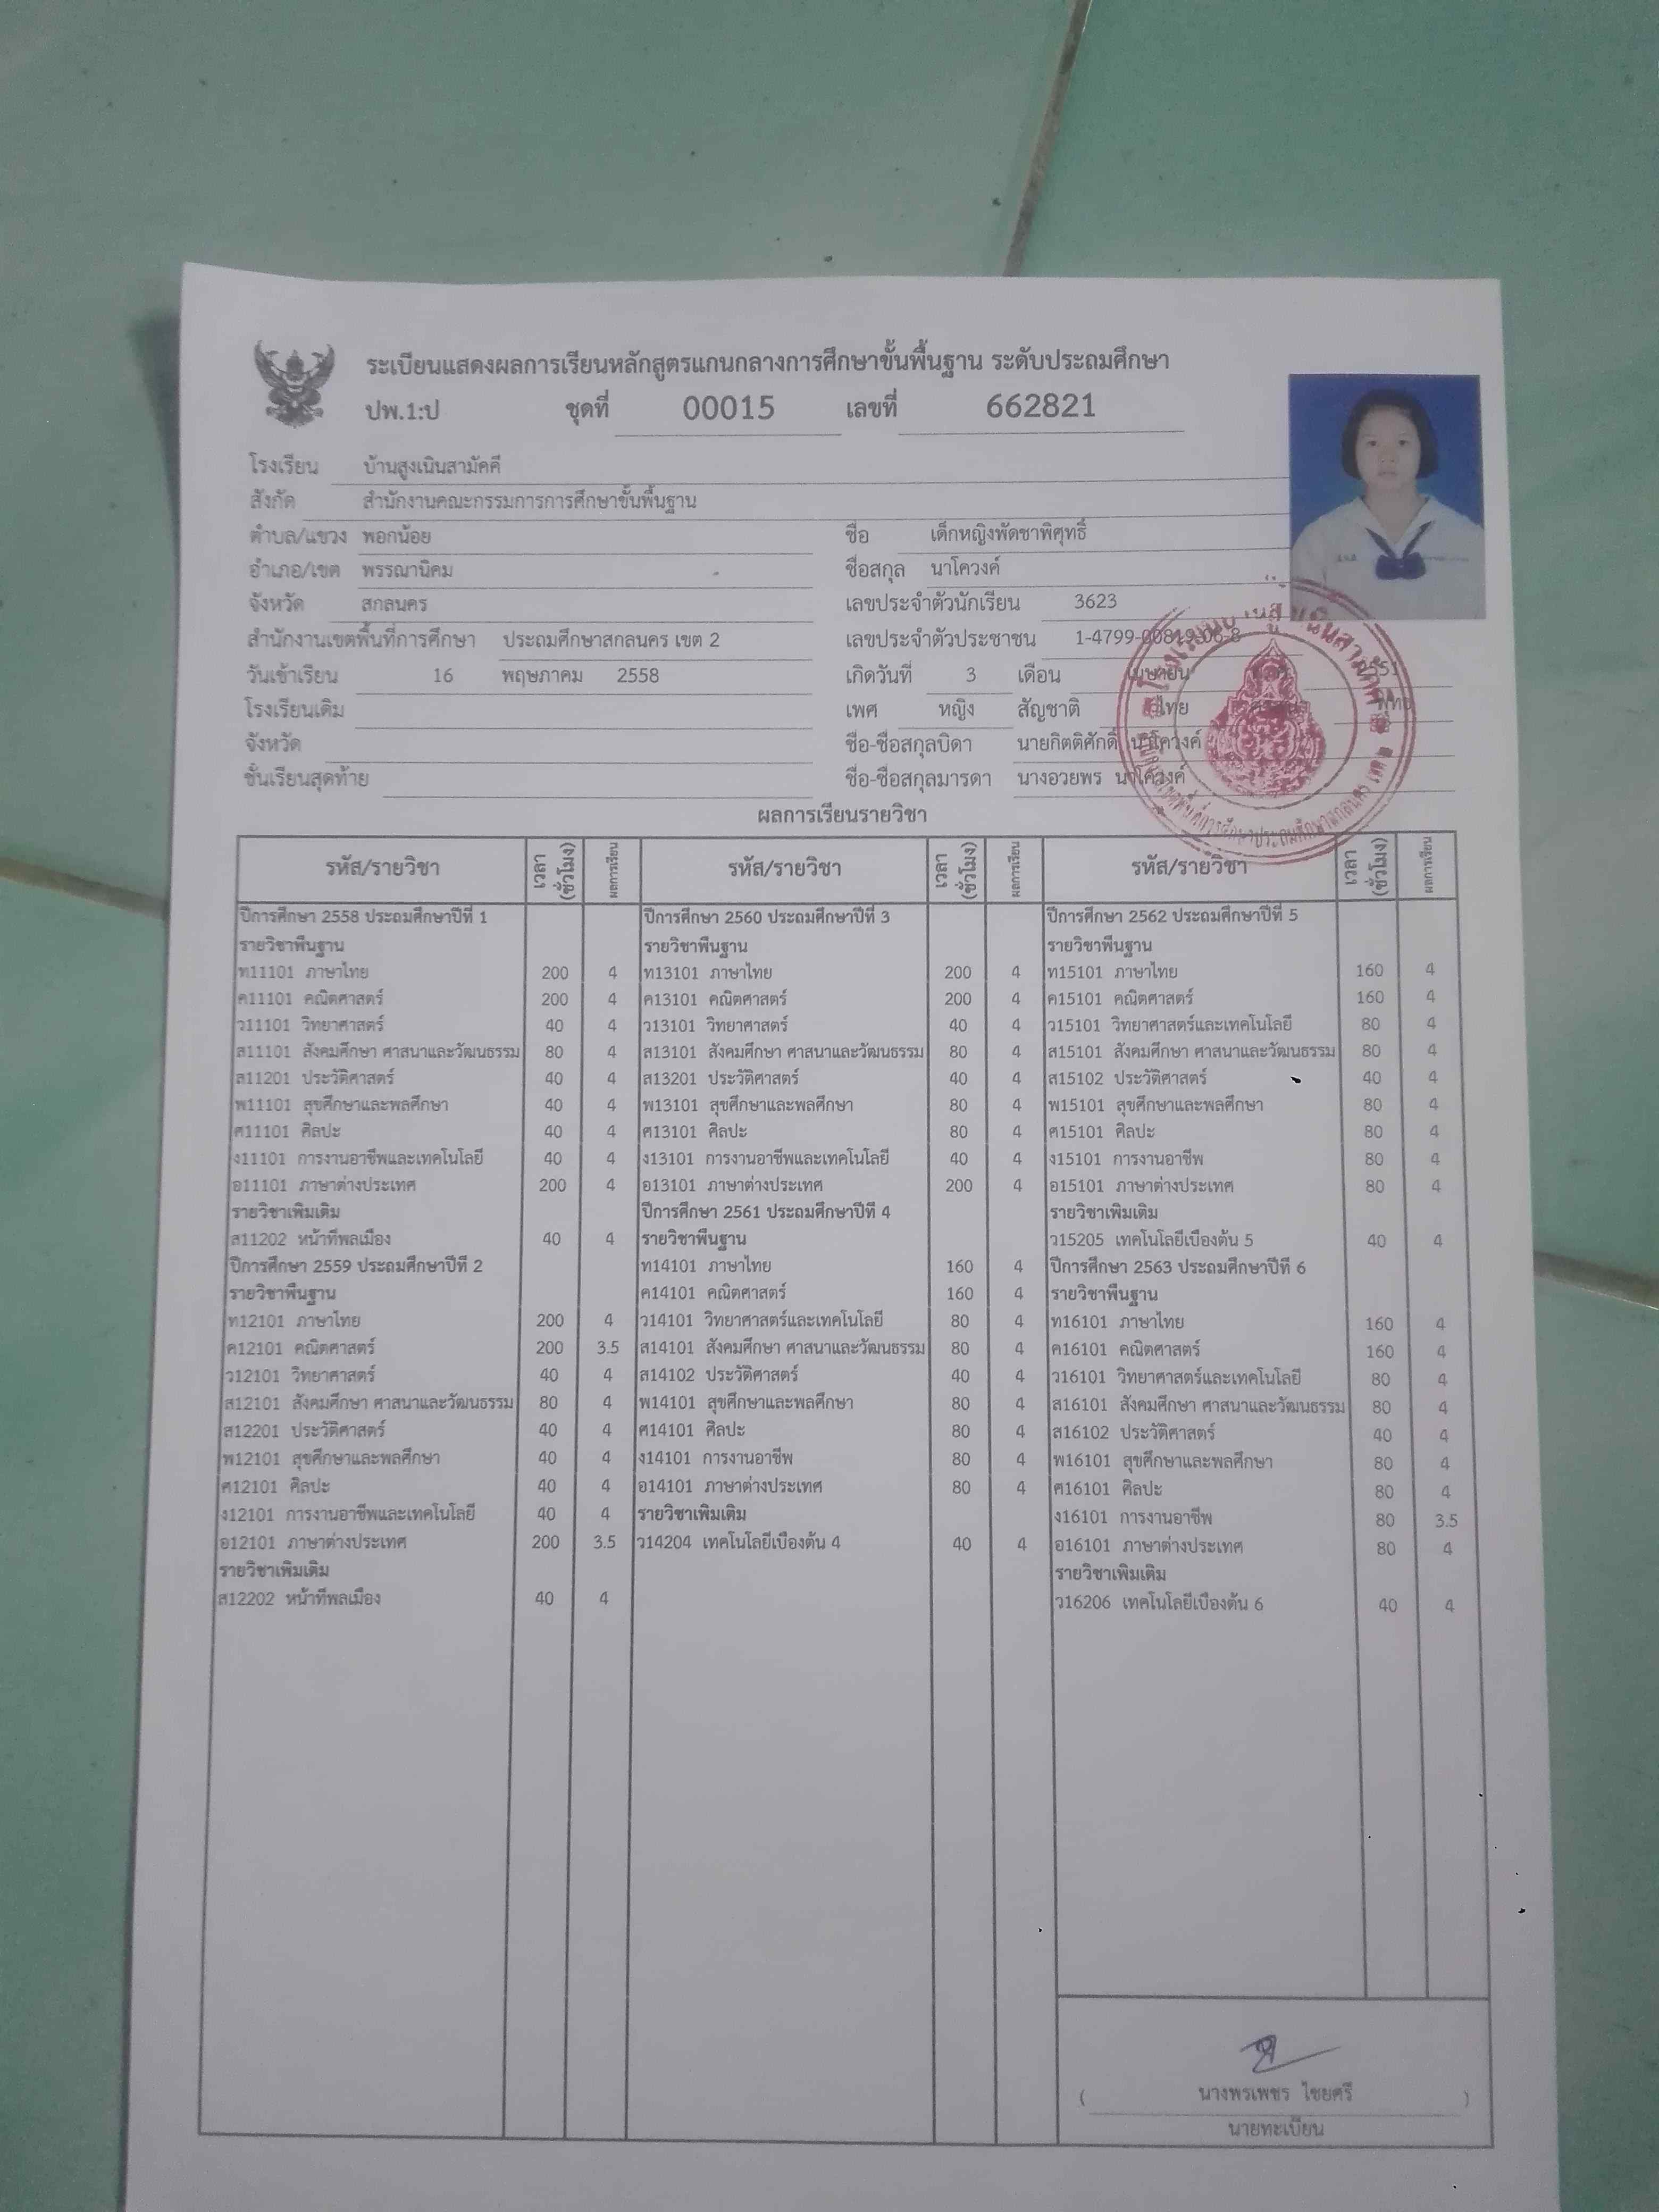 ระเบียนแสดงผลการเรียนหลักสูตรแกนกลางการศึกษาขั้นพื้นฐาน ระดับประถมศึกษา
ปพ.1:ป ชุดที่ 00015 เลขที่ 662821
โรงเรียน บ้านสูงเนินสามัคคี
สังกัด สำนักงานคณะกรรมการการศึกษาขั้นพื้นฐาน
ตำบล/แขวง พอกน้อย
อำเภอ/เขต พรรณานิคม
จังหวัด สกลนคร
สำนักงานเขตพื้นที่การศึกษา ประถมศึกษาสกลนคร เขต 2
วันเข้าเรียน 16 พฤษภาคม 2558
โรงเรียนเดิม
จังหวัด
ชั้นเรียนสุดท้าย
ชื่อ เด็กหญิงพัดชาพิศุทธิ์
ชื่อสกุล นาโควงค์
เลขประจำตัวนักเรียน 3623
เลขประจำตัวประชาชน 1-4799-00819-06-8
เกิดวันที่ 3 เดือน เมษายน 2551
เพศ หญิง สัญชาติ ไทย ศาสนา พุทธ
ชื่อ-ชื่อสกุลบิดา นายกิตติศักดิ์ นาโควงค์
ชื่อ-ชื่อสกุลมารดา นางอวยพร นาโควงค์
ผลการเรียนรายวิชา
รหัส/รายวิชา เวลา (ชั่วโมง) ผลการเรียน
ปีการศึกษา 2558 ประถมศึกษาปีที่ 1
รายวิชาพื้นฐาน
ท11101 ภาษาไทย 200 4
ค11101 คณิตศาสตร์ 200 4
ว11101 วิทยาศาสตร์ 40 4
ส11101 สังคมศึกษา ศาสนาและวัฒนธรรม 80 4
ส11201 ประวัติศาสตร์ 40 4
พ11101 สุขศึกษาและพลศึกษา 40 4
ศ11101 ศิลปะ 40 4
ง11101 การงานอาชีพและเทคโนโลยี 40 4
อ11101 ภาษาต่างประเทศ 200 4
รายวิชาเพิ่มเติม
ส11202 หน้าที่พลเมือง 40 4
ปีการศึกษา 2559 ประถมศึกษาปีที่ 2
รายวิชาพื้นฐาน
ท12101 ภาษาไทย 200 4
ค12101 คณิตศาสตร์ 200 3.5
ว12101 วิทยาศาสตร์ 40 4
ส12101 สังคมศึกษา ศาสนาและวัฒนธรรม 80 4
ส12201 ประวัติศาสตร์ 40 4
พ12101 สุขศึกษาและพลศึกษา 40 4
ศ12101 ศิลปะ 40 4
ง12101 การงานอาชีพและเทคโนโลยี 40 4
อ12101 ภาษาต่างประเทศ 200 3.5
รายวิชาเพิ่มเติม
ส12202 หน้าที่พลเมือง 40 4
รหัส/รายวิชา เวลา (ชั่วโมง) ผลการเรียน
ปีการศึกษา 2560 ประถมศึกษาปีที่ 3
รายวิชาพื้นฐาน
ท13101 ภาษาไทย 200 4
ค13101 คณิตศาสตร์ 200 4
ว13101 วิทยาศาสตร์ 40 4
ส13101 สังคมศึกษา ศาสนาและวัฒนธรรม 80 4
ส13201 ประวัติศาสตร์ 40 4
พ13101 สุขศึกษาและพลศึกษา 80 4
ศ13101 ศิลปะ 80 4
ง13101 การงานอาชีพและเทคโนโลยี 40 4
อ13101 ภาษาต่างประเทศ 200 4
ปีการศึกษา 2561 ประถมศึกษาปีที่ 4
รายวิชาพื้นฐาน
ท14101 ภาษาไทย 160 4
ค14101 คณิตศาสตร์ 160 4
ว14101 วิทยาศาสตร์และเทคโนโลยี 80 4
ส14101 สังคมศึกษา ศาสนาและวัฒนธรรม 80 4
ส14102 ประวัติศาสตร์ 40 4
พ14101 สุขศึกษาและพลศึกษา 80 4
ศ14101 ศิลปะ 80 4
ง14101 การงานอาชีพ 80 4
อ14101 ภาษาต่างประเทศ 80 4
รายวิชาเพิ่มเติม
ว14204 เทคโนโลยีเบื้องต้น 4 40 4
รหัส/รายวิชา เวลา (ชั่วโมง) ผลการเรียน
ปีการศึกษา 2562 ประถมศึกษาปีที่ 5
รายวิชาพื้นฐาน
ท15101 ภาษาไทย 160 4
ค15101 คณิตศาสตร์ 160 4
ว15101 วิทยาศาสตร์และเทคโนโลยี 80 4
ส15101 สังคมศึกษา ศาสนาและวัฒนธรรม 80 4
ส15102 ประวัติศาสตร์ 40 4
พ15101 สุขศึกษาและพลศึกษา 80 4
ศ15101 ศิลปะ 80 4
ง15101 การงานอาชีพ 80 4
อ15101 ภาษาต่างประเทศ 80 4
รายวิชาเพิ่มเติม
ว15205 เทคโนโลยีเบื้องต้น 5 40 4
ปีการศึกษา 2563 ประถมศึกษาปีที่ 6
รายวิชาพื้นฐาน
ท16101 ภาษาไทย 160 4
ค16101 คณิตศาสตร์ 160 4
ว16101 วิทยาศาสตร์และเทคโนโลยี 80 4
ส16101 สังคมศึกษา ศาสนาและวัฒนธรรม 80 4
ส16102 ประวัติศาสตร์ 40 4
พ16101 สุขศึกษาและพลศึกษา 80 4
ศ16101 ศิลปะ 80 4
ง16101 การงานอาชีพ 80 3.5
อ16101 ภาษาต่างประเทศ 80 4
รายวิชาเพิ่มเติม
ว16206 เทคโนโลยีเบื้องต้น 6 40 4
( นางพรเพชร ไชยศรี )
นายทะเบียน